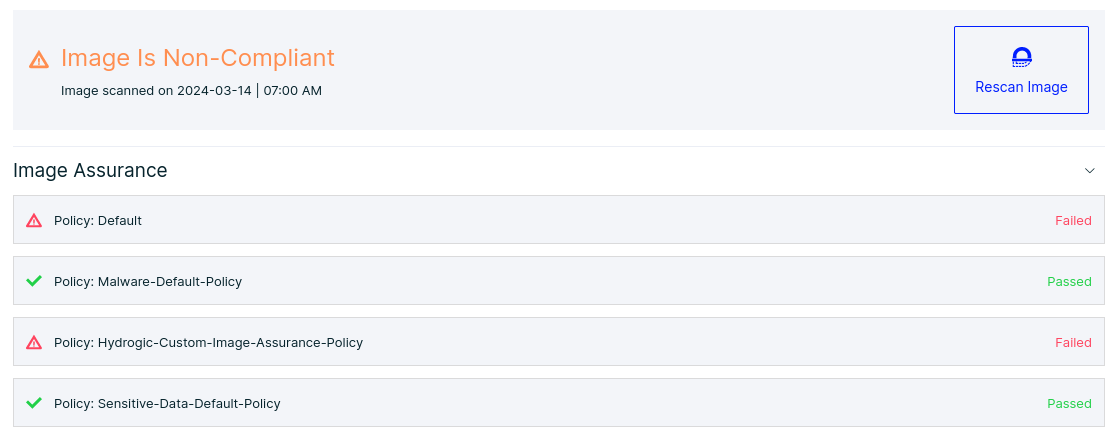 Image Is Non-Compliant
Image scanned on 2024-03-14 | 07:00 AM
Rescan Image
Image Assurance
Policy: Default Failed
Policy: Malware-Default-Policy Passed
Policy: Hydrogic-Custom-Image-Assurance-Policy Failed
Policy: Sensitive-Data-Default-Policy Passed